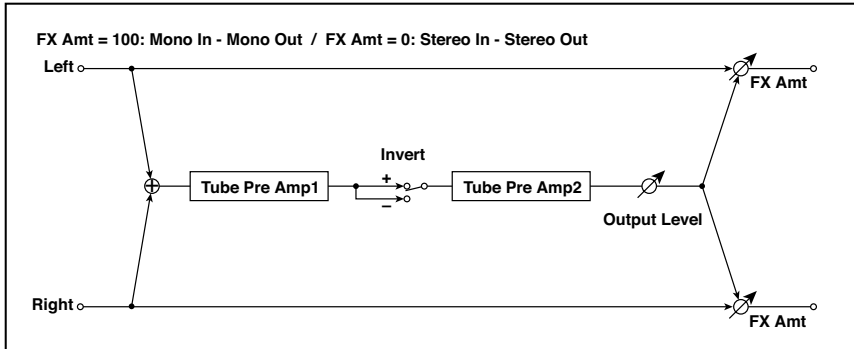 FX Amt = 100: Mono In - Mono Out / FX Amt = 0: Stereo In - Stereo Out
Left
FX Amt
Invert
+
Tube Pre Amp1
Tube Pre Amp2
−
Output Level
Right
FX Amt